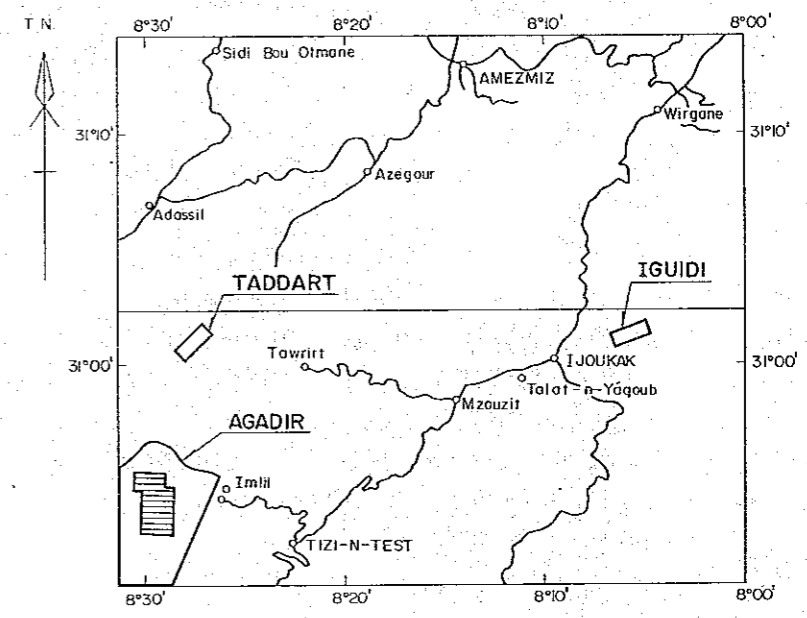 T N.
8°30'
8°20'
8°10'
8°00'
Sidi Bou Otmane
AMEZMIZ
Wirgane
31°10'
31°10'
Azegour
Adassil
TADDART
IGUIDI
Tawrirt
IJOUKAK
31°00'
31°00'
Talat-n-Yagoub
Mzouzit
AGADIR
Imlil
TIZI-N-TEST
8°30'
8°20'
8°10'
8°00'